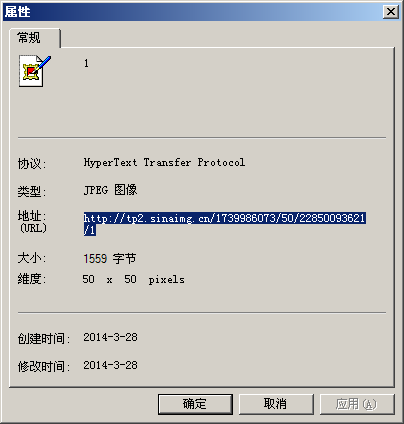 属性
常规
1
协议: HyperText Transfer Protocol
类型: JPEG 图像
地址: http://tp2.sinaimg.cn/1739986073/50/22850093621
(URL) /1
大小: 1559 字节
维度: 50 x 50 pixels
创建时间: 2014-3-28
修改时间: 2014-3-28
确定 取消 应用(A)